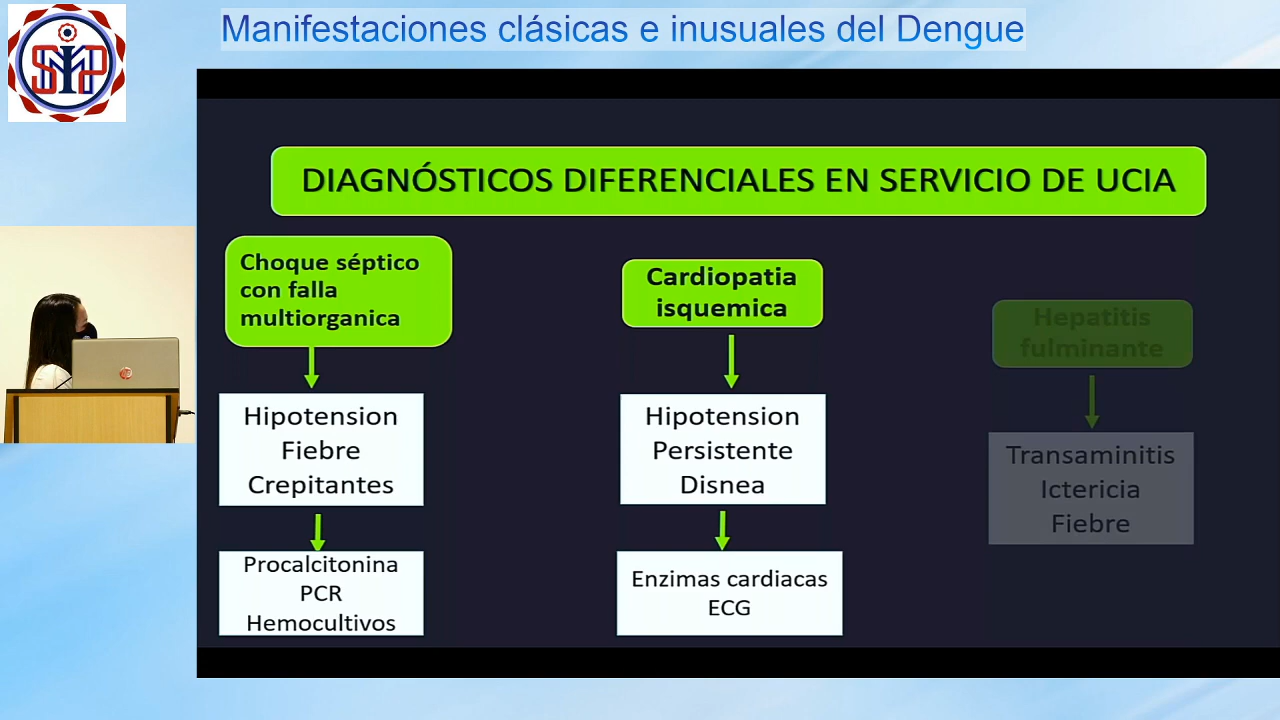 Manifestaciones clásicas e inusuales del Dengue
SMIP
DIAGNÓSTICOS DIFERENCIALES EN SERVICIO DE UCIA
Choque séptico
con falla
multiorganica
Hipotension
Fiebre
Crepitantes
Procalcitonina
PCR
Hemocultivos
Cardiopatia
isquemica
Hipotension
Persistente
Disnea
Enzimas cardiacas
ECG
Hepatitis
fulminante
Transaminitis
Ictericia
Fiebre